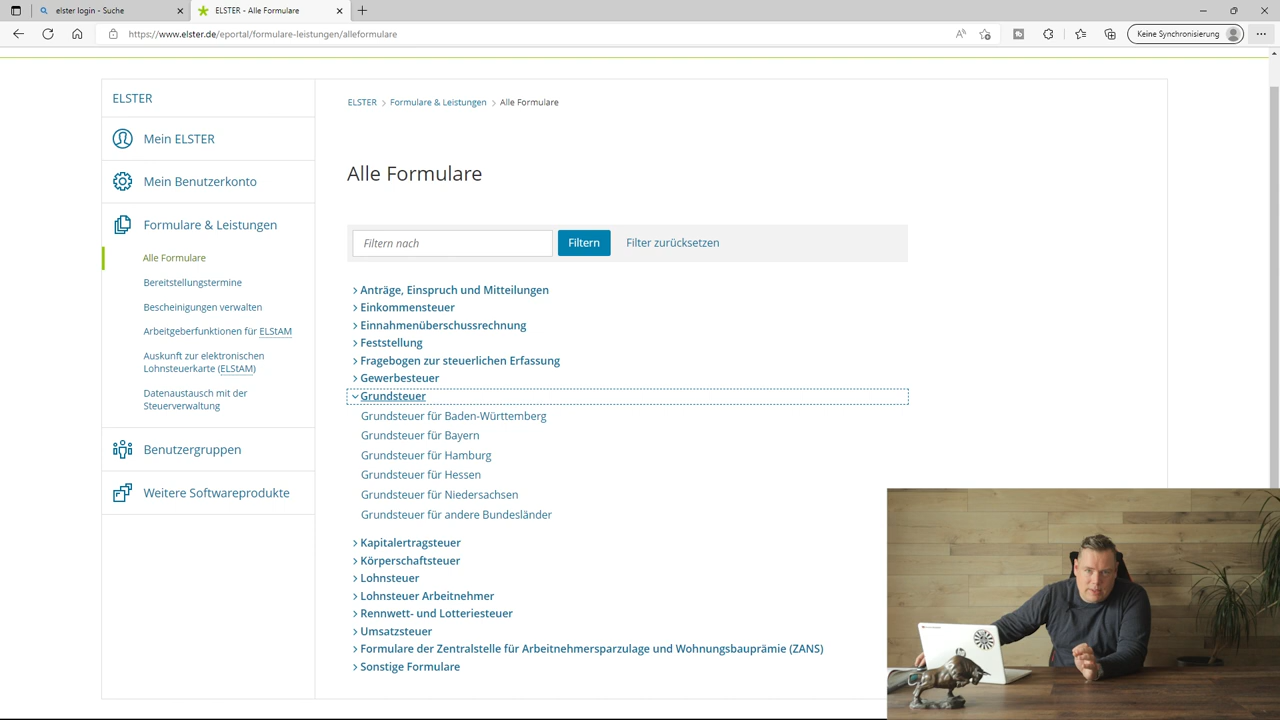 elster login - Suche
ELSTER - Alle Formulare
https://www.elster.de/eportal/formulare-leistungen/alleformulare
Keine Synchronisierung
ELSTER
Mein ELSTER
Mein Benutzerkonto
Formulare & Leistungen
Alle Formulare
Bereitstellungstermine
Bescheinigungen verwalten
Arbeitgeberfunktionen für ELStAM
Auskunft zur elektronischen
Lohnsteuerkarte (ELStAM)
Datenaustausch mit der
Steuerverwaltung
Benutzergruppen
Weitere Softwareprodukte
ELSTER > Formulare & Leistungen > Alle Formulare
Alle Formulare
Filtern nach
Filtern
Filter zurücksetzen
Anträge, Einspruch und Mitteilungen
Einkommensteuer
Einnahmenüberschussrechnung
Feststellung
Fragebogen zur steuerlichen Erfassung
Gewerbesteuer
Grundsteuer
Grundsteuer für Baden-Württemberg
Grundsteuer für Bayern
Grundsteuer für Hamburg
Grundsteuer für Hessen
Grundsteuer für Niedersachsen
Grundsteuer für andere Bundesländer
Kapitalertragsteuer
Körperschaftsteuer
Lohnsteuer
Lohnsteuer Arbeitnehmer
Rennwett- und Lotteriesteuer
Umsatzsteuer
Formulare der Zentralstelle für Arbeitnehmersparzulage und Wohnungsbauprämie (ZANS)
Sonstige Formulare